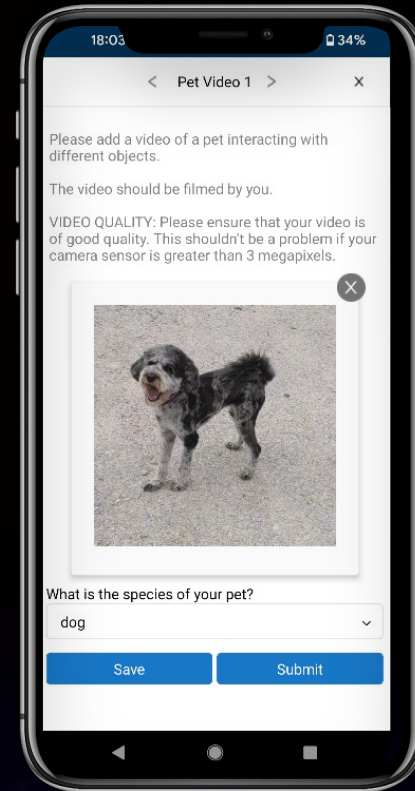 18:03
34%
< Pet Video 1 > ×
Please add a video of a pet interacting with
different objects.
The video should be filmed by you.
VIDEO QUALITY: Please ensure that your video is
of good quality. This shouldn't be a problem if your
camera sensor is greater than 3 megapixels.
X
What is the species of your pet?
dog
Save
Submit